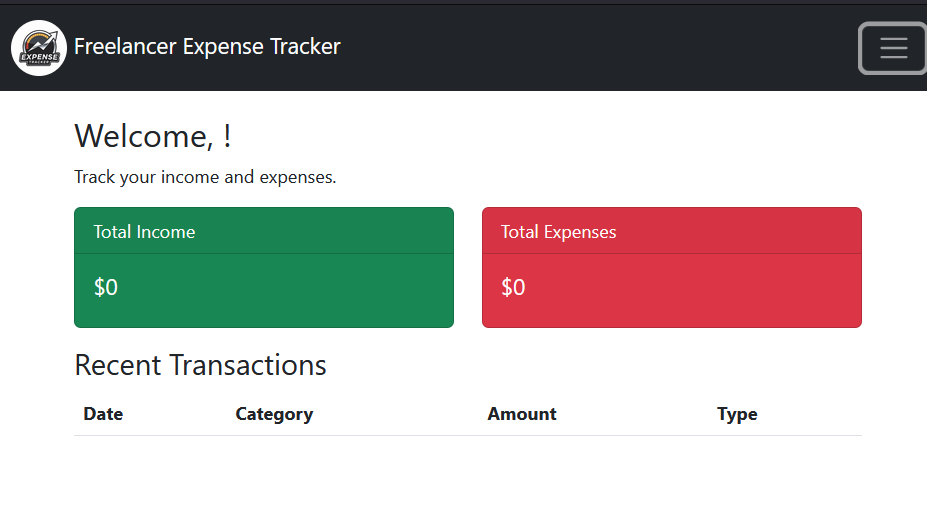 EXPENSE
TRACKER
Freelancer Expense Tracker
Welcome, !
Track your income and expenses.
Total Income
Total Expenses
$0
$0
Recent Transactions
Date Category Amount Type